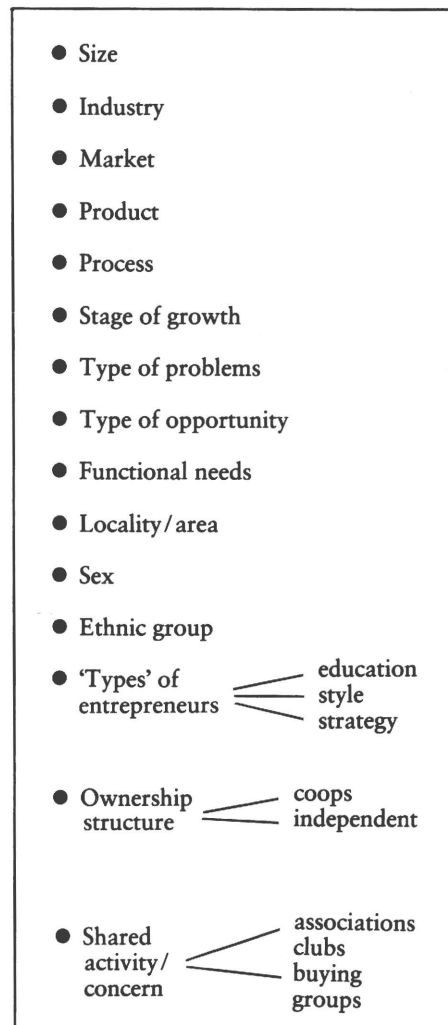 ● Size
● Industry
● Market
● Product
● Process
● Stage of growth
● Type of problems
● Type of opportunity
● Functional needs
● Locality/area
● Sex
● Ethnic group
● ‘Types’ of
entrepreneurs
education
style
strategy
● Ownership
structure
coops
independent
● Shared
activity/
concern
associations
clubs
buying
groups